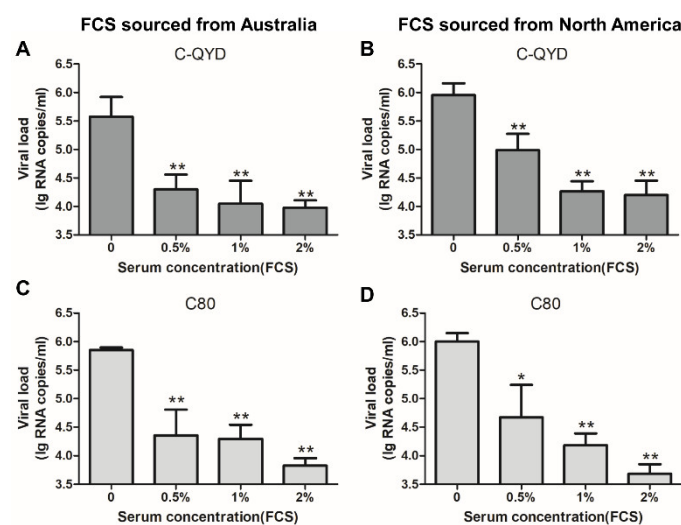 FCS sourced from Australia
FCS sourced from North America
A
C-QYD
Viral load
(lg RNA copies/ml)
6.5
6.0
5.5
5.0
4.5
4.0
3.5
**
**
**
0
0.5%
1%
2%
Serum concentration(FCS)
B
C-QYD
Viral load
(lg RNA copies/ml)
6.5
6.0
5.5
5.0
4.5
4.0
3.5
**
**
**
0
0.5%
1%
2%
Serum concentration(FCS)
C
C80
Viral load
(lg RNA copies/ml)
6.5
6.0
5.5
5.0
4.5
4.0
3.5
**
**
**
0
0.5%
1%
2%
Serum concentration(FCS)
D
C80
Viral load
(lg RNA copies/ml)
6.5
6.0
5.5
5.0
4.5
4.0
3.5
*
**
**
0
0.5%
1%
2%
Serum concentration(FCS)